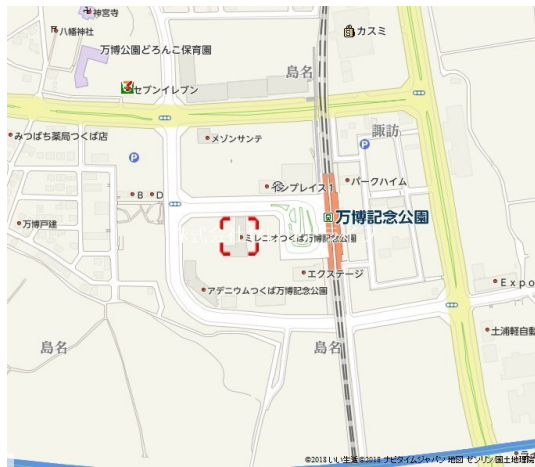 神宮寺
八幡神社
カスミ
万博公園どろんこ保育園
島名
セブンイレブン
諏訪
みつばち薬局つくば店
メゾンサンテ
P
P
インプレイス1
パークハイム
B
D
万博記念公園
万博戸建
ミレニオつくば万博記念公園
エクステージ
アデニウムつくば万博記念公園
Expo
土浦軽自動
島名
島名
©2018 いい生活 ©2018 ナビタイムジャパン 地図 ゼンリン 国土地理院